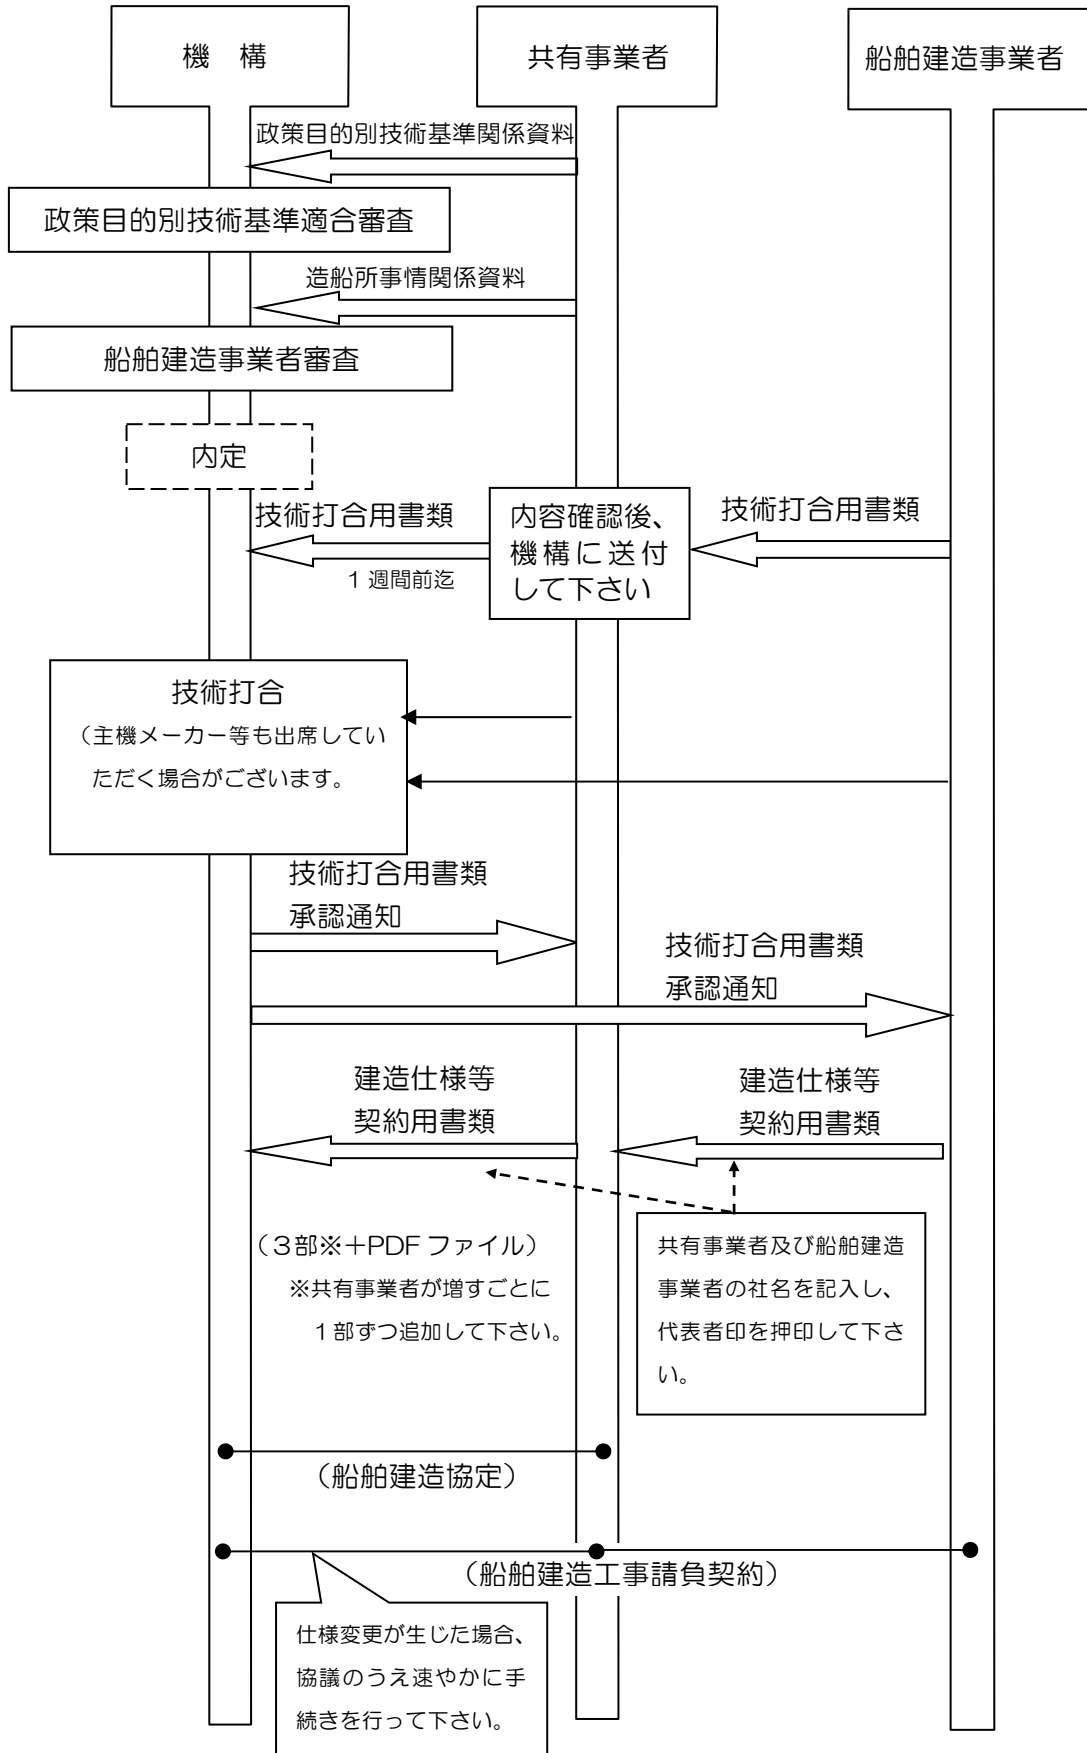 機　構
共有事業者
船舶建造事業者
政策目的別技術基準関係資料
政策目的別技術基準適合審査
造船所事情関係資料
船舶建造事業者審査
内定
技術打合用書類
1 週間前迄
内容確認後、
機構に送付
して下さい
技術打合用書類
技術打合
（主機メーカー等も出席してい
ただく場合がございます。
技術打合用書類
承認通知
技術打合用書類
承認通知
建造仕様等
契約用書類
建造仕様等
契約用書類
（３部※＋PDF ファイル）
※共有事業者が増すごとに
1 部ずつ追加して下さい。
共有事業者及び船舶建造
事業者の社名を記入し、
代表者印を押印して下さ
い。
（船舶建造協定）
（船舶建造工事請負契約）
仕様変更が生じた場合、
協議のうえ速やかに手
続きを行って下さい。